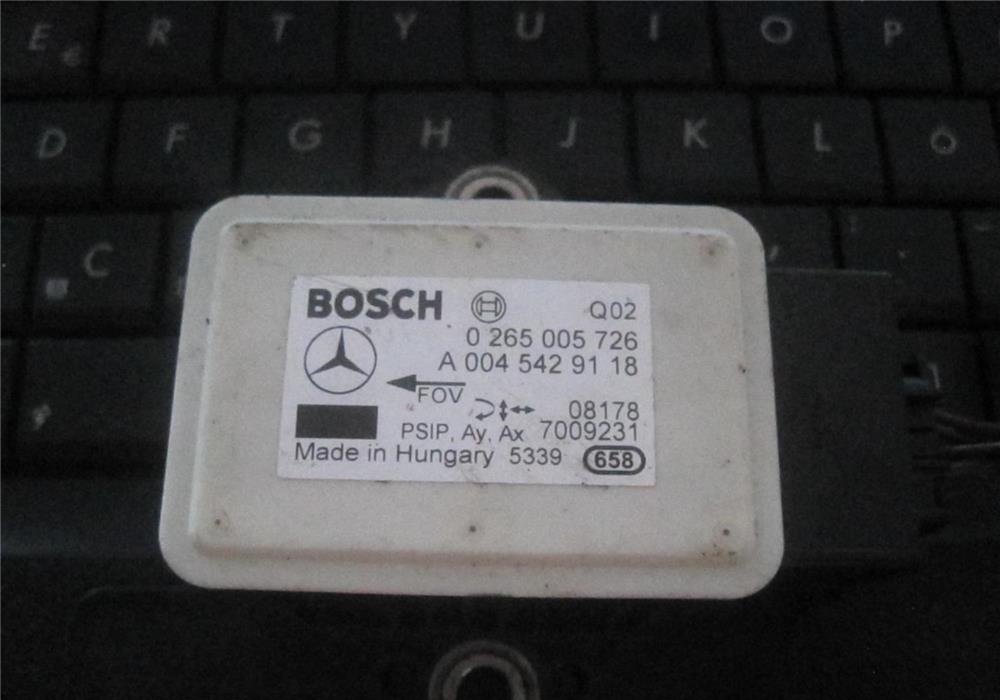 E R T Y U I O P
D F G H J K L Ö
C
BOSCH Q02
0 265 005 726
A 004 542 91 18
FOV
08178
PSIP, Ay, Ax 7009231
Made in Hungary 5339 658